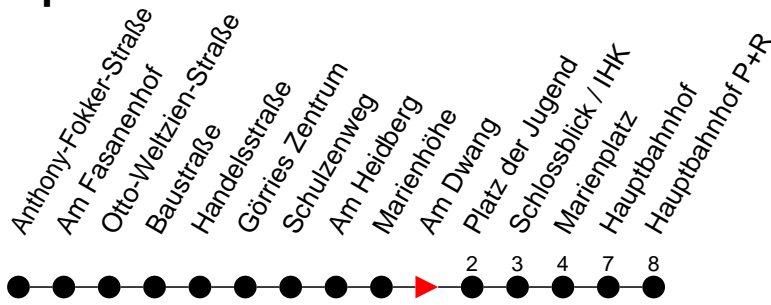 Anthony-Fokker-Straße
Am Fasanenhof
Otto-Weltzien-Straße
Baustraße
Handelsstraße
Görries Zentrum
Schulzenweg
Am Heidberg
Marienhöhe
Am Dwang
Platz der Jugend
Schlossblick / IHK
Marienplatz
Hauptbahnhof
Hauptbahnhof P+R
2 3 4 7 8